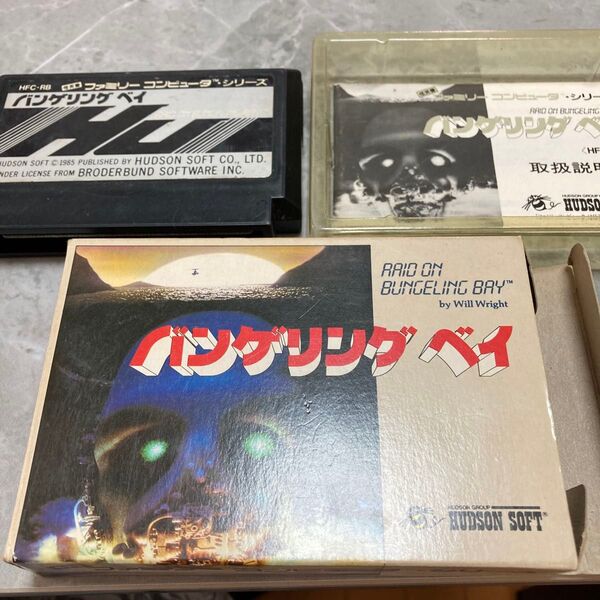 HFC-RB
ファミリー コンピュータ・シリーズ
バンゲリング ベイ
HUDSON SOFT © 1985 PUBLISHED BY HUDSON SOFT CO., LTD.
UNDER LICENSE FROM BRODERBUND SOFTWARE INC.
ファミリー コンピュータ・シリー
RAID ON BUNGELING
バンゲリング ベ
〈HF
取扱説明
HUDSON GROUP
HUDSON
RAID ON
BUNGELING BAY™
by Will Wright
バンゲリング ベイ
HUDSON GROUP
HUDSON SOFT®